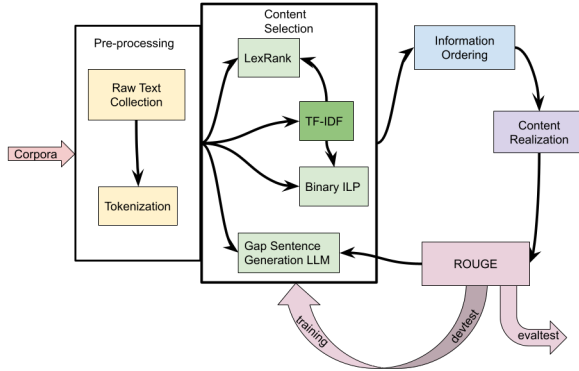 Pre-processing
Raw Text
Collection
Tokenization
Corpora
Content
Selection
LexRank
TF-IDF
Binary ILP
Gap Sentence
Generation LLM
Information
Ordering
Content
Realization
ROUGE
training
devtest
evaltest